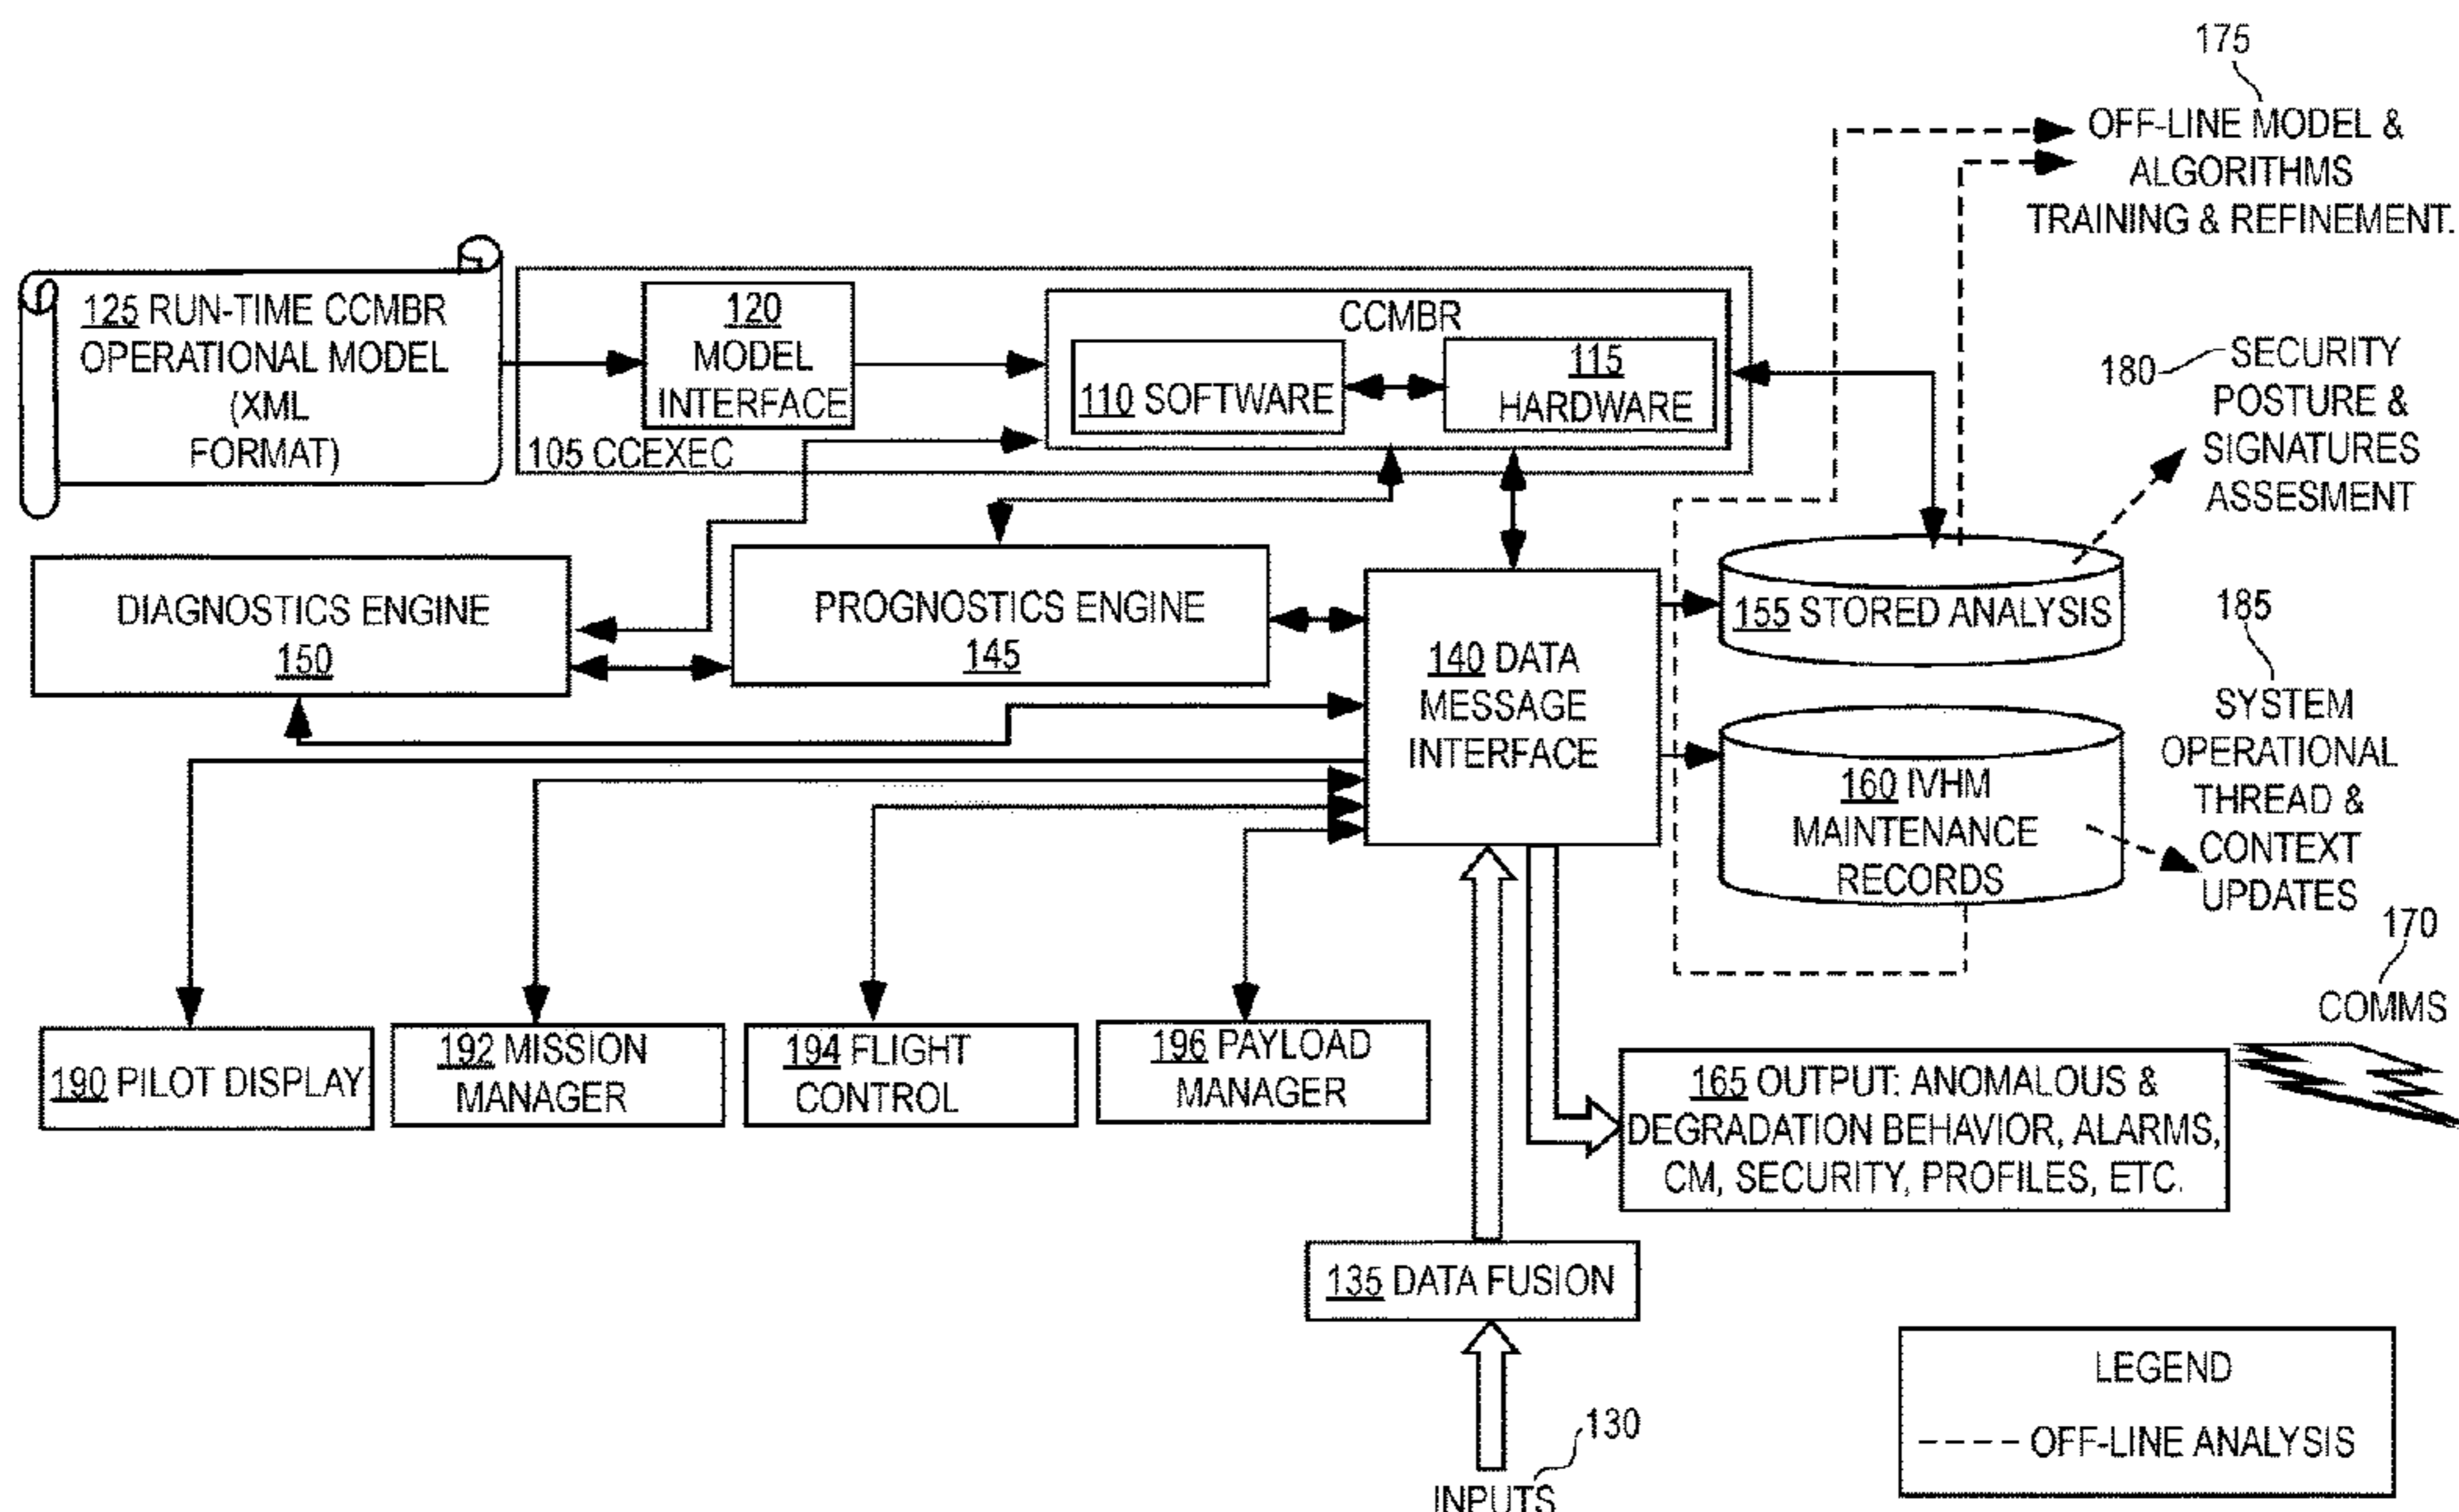 175
OFF-LINE MODEL &
ALGORITHMS
TRAINING & REFINEMENT.
125 RUN-TIME CCMBR
OPERATIONAL MODEL
(XML
FORMAT)
120
MODEL
INTERFACE
105 CCEXEC
CCMBR
110 SOFTWARE
115
HARDWARE
180
SECURITY
POSTURE &
SIGNATURES
ASSESMENT
DIAGNOSTICS ENGINE
150
PROGNOSTICS ENGINE
145
140 DATA
MESSAGE
INTERFACE
155 STORED ANALYSIS
160 IVHM
MAINTENANCE
RECORDS
185
SYSTEM
OPERATIONAL
THREAD &
CONTEXT
UPDATES
170
COMMS
190 PILOT DISPLAY
192 MISSION
MANAGER
194 FLIGHT
CONTROL
196 PAYLOAD
MANAGER
165 OUTPUT: ANOMALOUS &
DEGRADATION BEHAVIOR, ALARMS,
CM, SECURITY, PROFILES, ETC.
135 DATA FUSION
130
INPUTS
LEGEND
OFF-LINE ANALYSIS